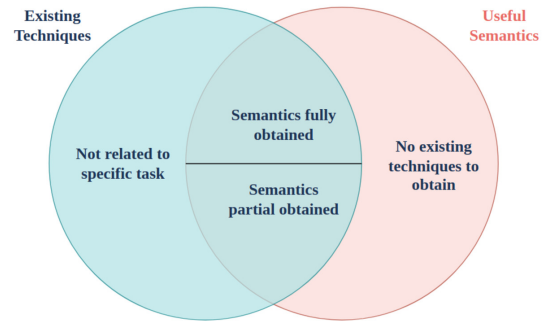 Existing
Techniques
Useful
Semantics
Semantics fully
obtained
Not related to
specific task
No existing
techniques to
obtain
Semantics
partial obtained